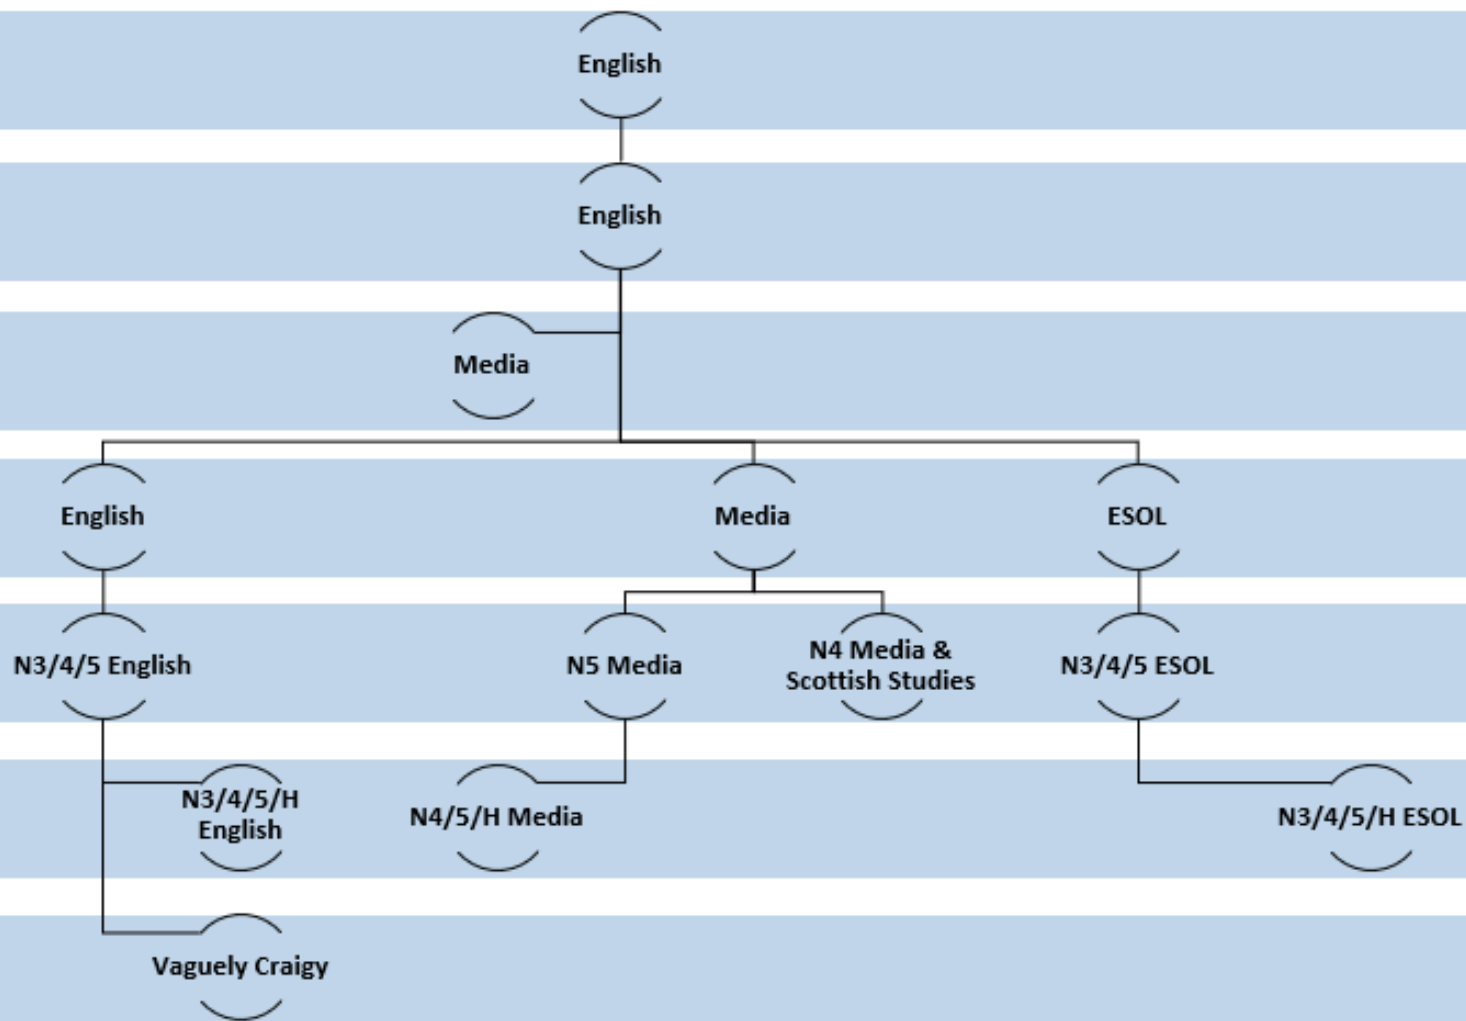 English
English
Media
English
Media
ESOL
N3/4/5 English
N5 Media
N4 Media &
Scottish Studies
N3/4/5 ESOL
N3/4/5/H
English
N4/5/H Media
N3/4/5/H ESOL
Vaguely Craigy